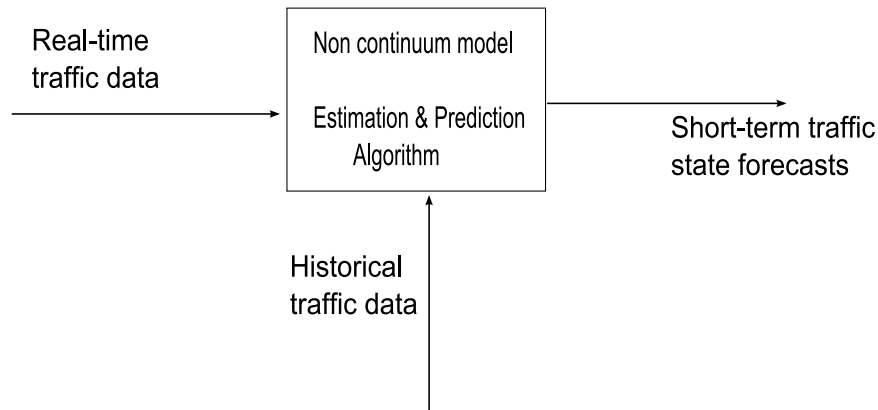 Real-time
traffic data
Non continuum model
Estimation & Prediction
Algorithm
Short-term traffic
state forecasts
Historical
traffic data